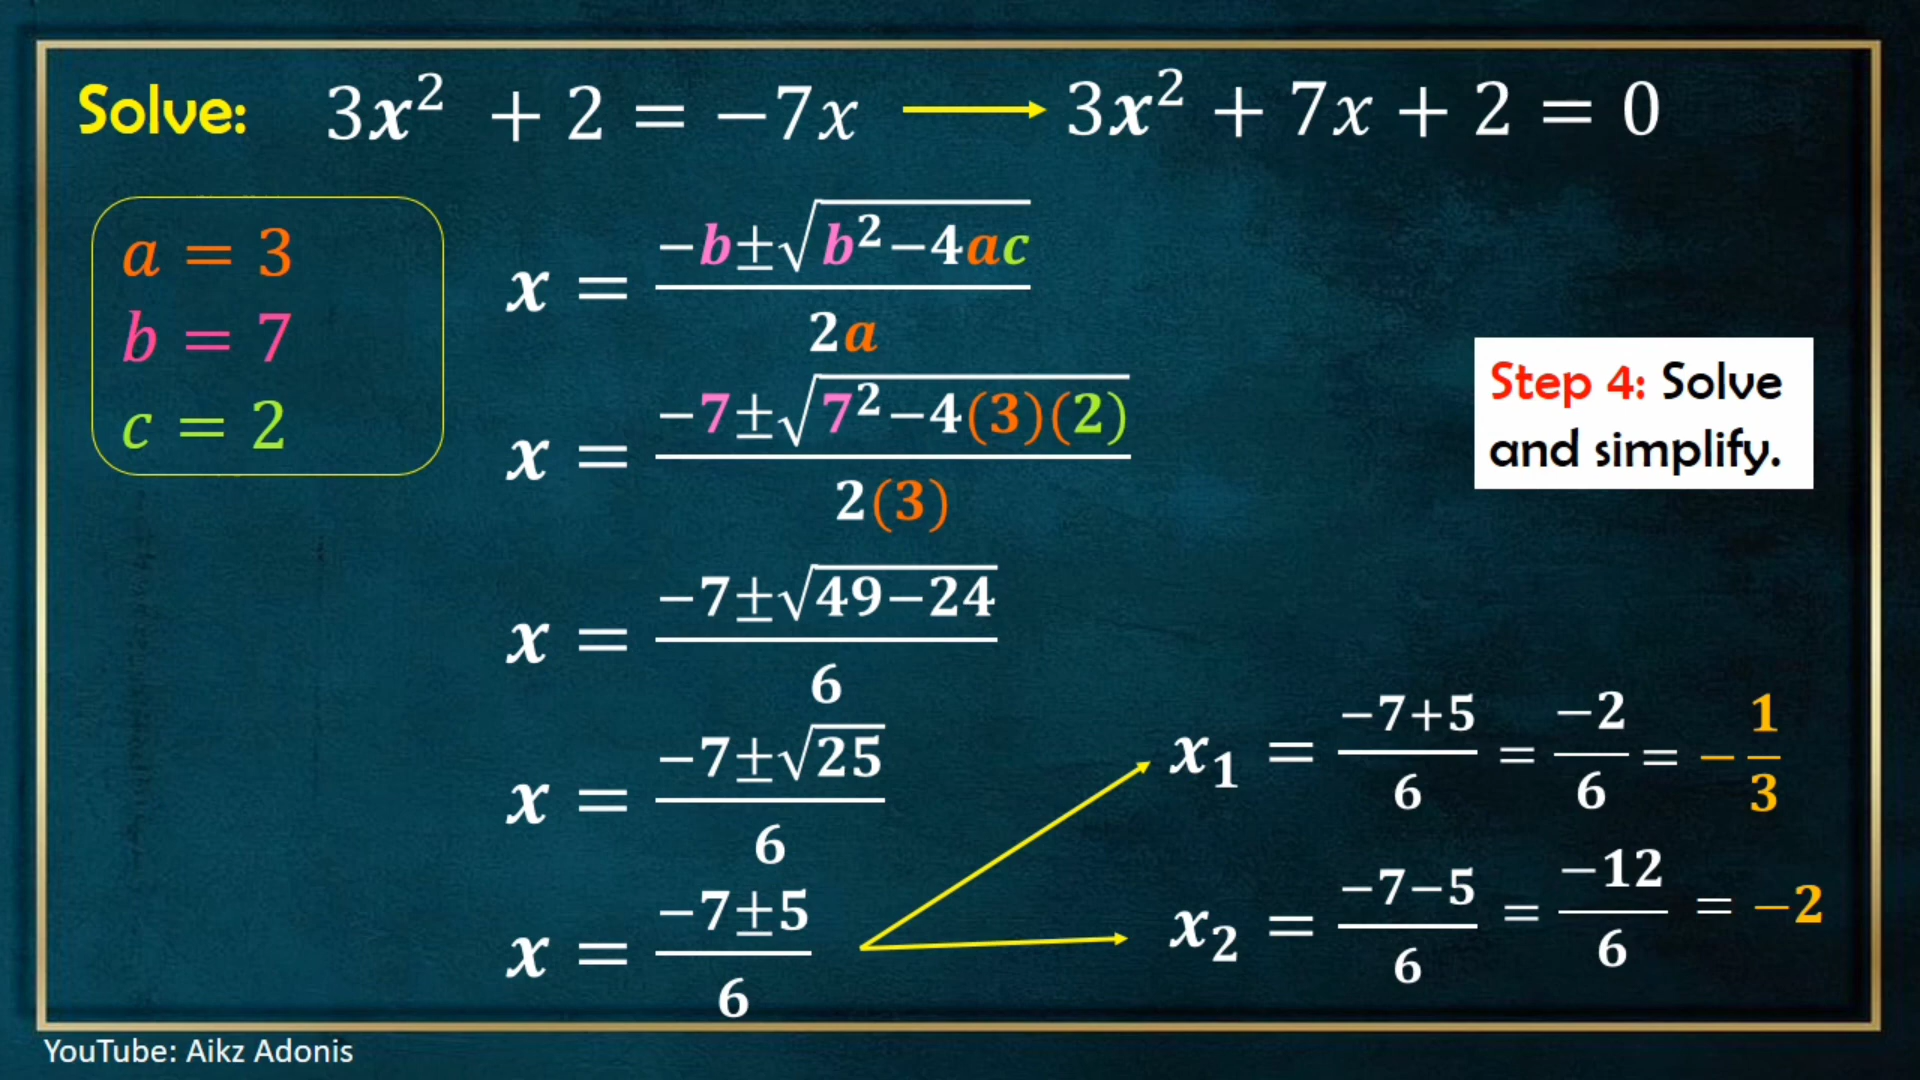 Solve: 3x² + 2 = −7x ⟶ 3x² + 7x + 2 = 0
a = 3
b = 7
c = 2
x = (−b±√(b²−4ac))/(2a)
x = (−7±√(7²−4(3)(2)))/(2(3))
Step 4: Solve
and simplify.
x = (−7±√(49−24))/6
x = (−7±√25)/6
x = (−7±5)/6
x₁ = (−7+5)/6 = −2/6 = −1/3
x₂ = (−7−5)/6 = −12/6 = −2
YouTube: Aikz Adonis